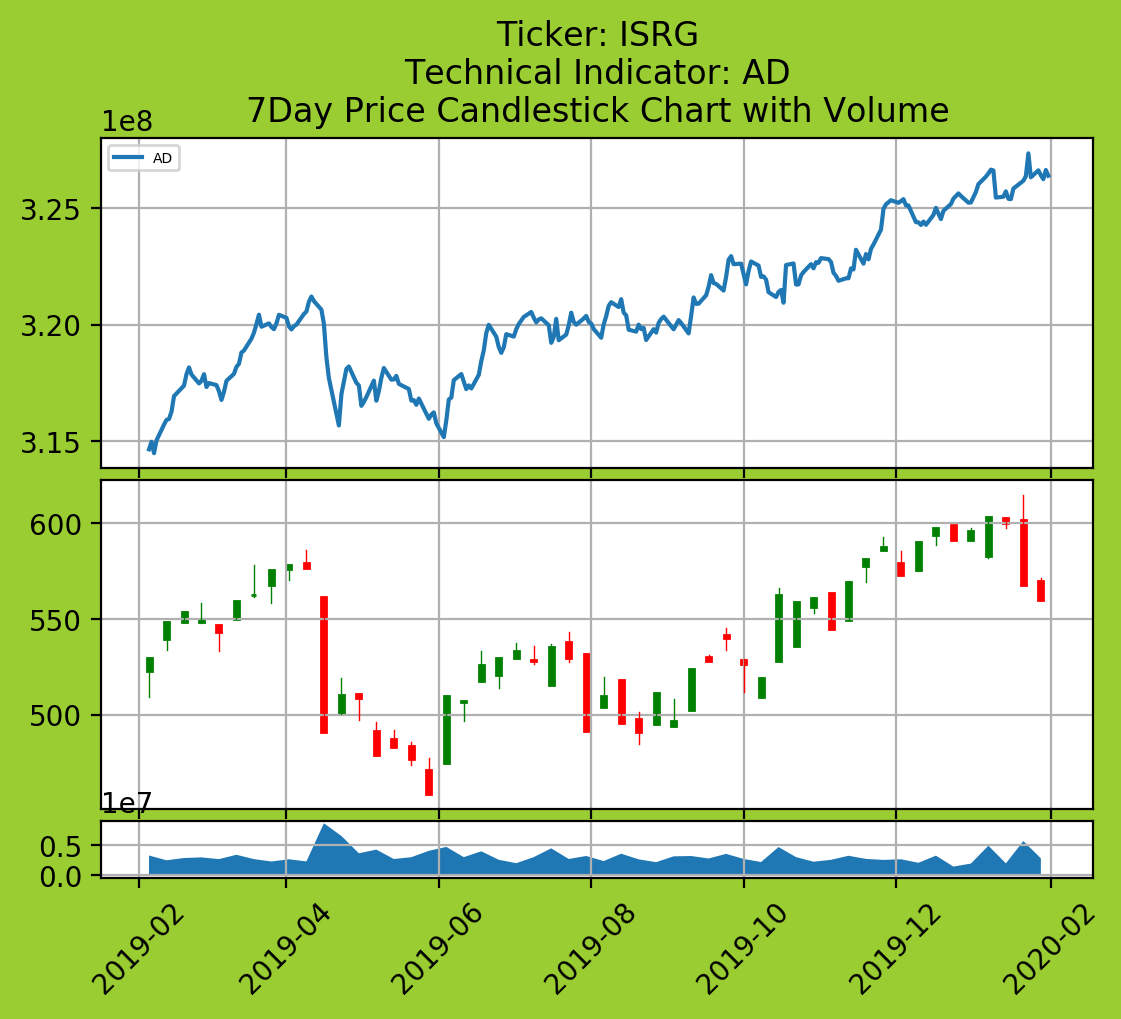 Ticker: ISRG
Technical Indicator: AD
7Day Price Candlestick Chart with Volume
1e8
AD
3.25
3.20
3.15
600
550
500
1e7
0.5
0.0
2019-02
2019-04
2019-06
2019-08
2019-10
2019-12
2020-02